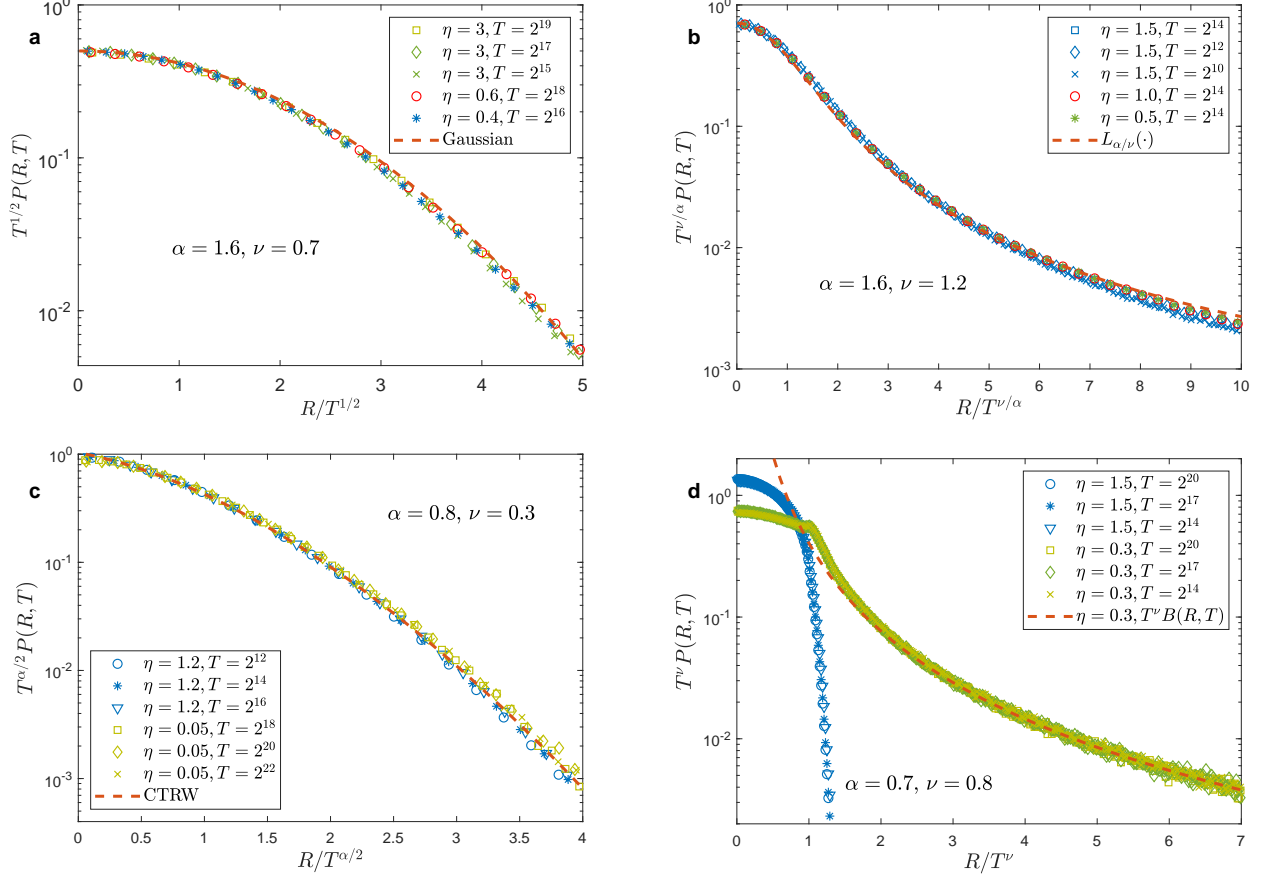 a
η = 3, T = 2^19
η = 3, T = 2^17
η = 3, T = 2^15
η = 0.6, T = 2^18
η = 0.4, T = 2^16
Gaussian
α = 1.6, ν = 0.7
10^0
10^-1
10^-2
T^1/2 P(R, T)
0 1 2 3 4 5
R/T^1/2
b
η = 1.5, T = 2^14
η = 1.5, T = 2^12
η = 1.5, T = 2^10
η = 1.0, T = 2^14
η = 0.5, T = 2^14
L_α/ν(·)
α = 1.6, ν = 1.2
10^0
10^-1
10^-2
10^-3
T^ν/α P(R, T)
0 1 2 3 4 5 6 7 8 9 10
R/T^ν/α
c
α = 0.8, ν = 0.3
η = 1.2, T = 2^12
η = 1.2, T = 2^14
η = 1.2, T = 2^16
η = 0.05, T = 2^18
η = 0.05, T = 2^20
η = 0.05, T = 2^22
CTRW
10^0
10^-1
10^-2
10^-3
T^α/2 P(R, T)
0 0.5 1 1.5 2 2.5 3 3.5 4
R/T^α/2
d
η = 1.5, T = 2^20
η = 1.5, T = 2^17
η = 1.5, T = 2^14
η = 0.3, T = 2^20
η = 0.3, T = 2^17
η = 0.3, T = 2^14
η = 0.3, T^ν B(R, T)
α = 0.7, ν = 0.8
10^0
10^-1
10^-2
T^ν P(R, T)
0 1 2 3 4 5 6 7
R/T^ν